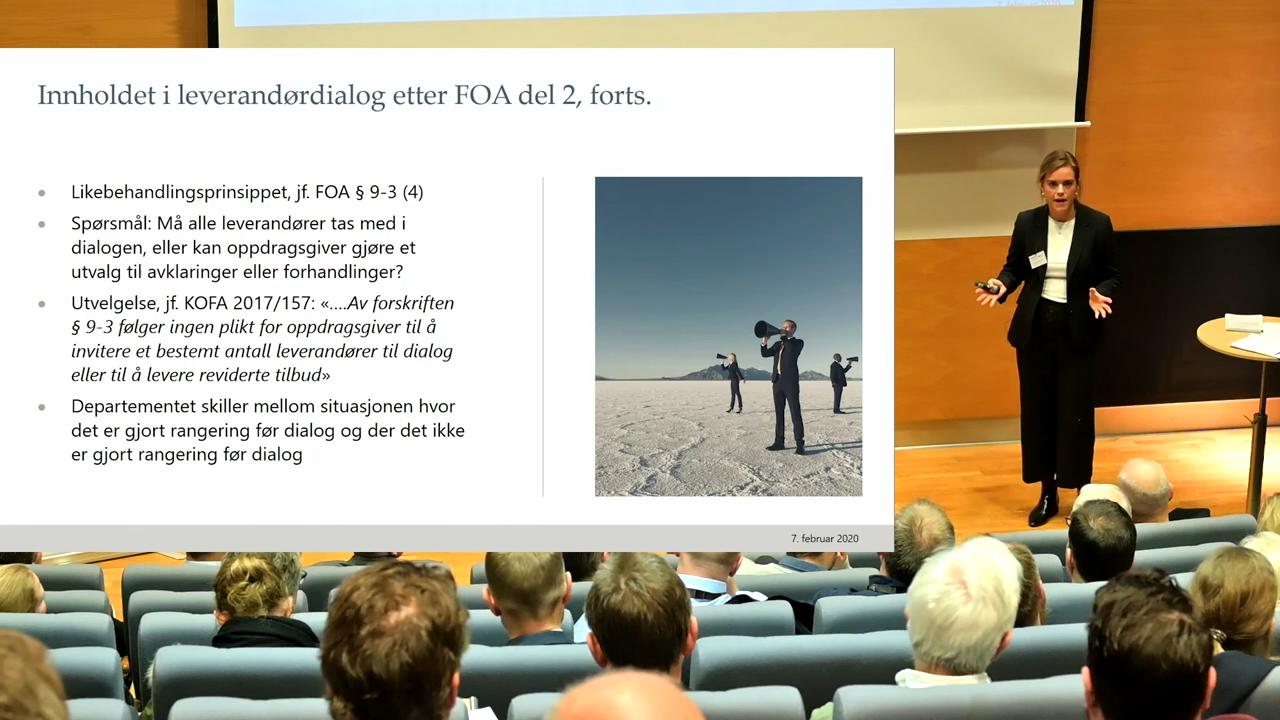 7. februar 2020
Innholdet i leverandørdialog etter FOA del 2, forts.
Likebehandlingsprinsippet, jf. FOA § 9-3 (4)
Spørsmål: Må alle leverandører tas med i
dialogen, eller kan oppdragsgiver gjøre et
utvalg til avklaringer eller forhandlinger?
Utvelgelse, jf. KOFA 2017/157: «....Av forskriften
§ 9-3 følger ingen plikt for oppdragsgiver til å
invitere et bestemt antall leverandører til dialog
eller til å levere reviderte tilbud»
Departementet skiller mellom situasjonen hvor
det er gjort rangering før dialog og der det ikke
er gjort rangering før dialog
7. februar 2020